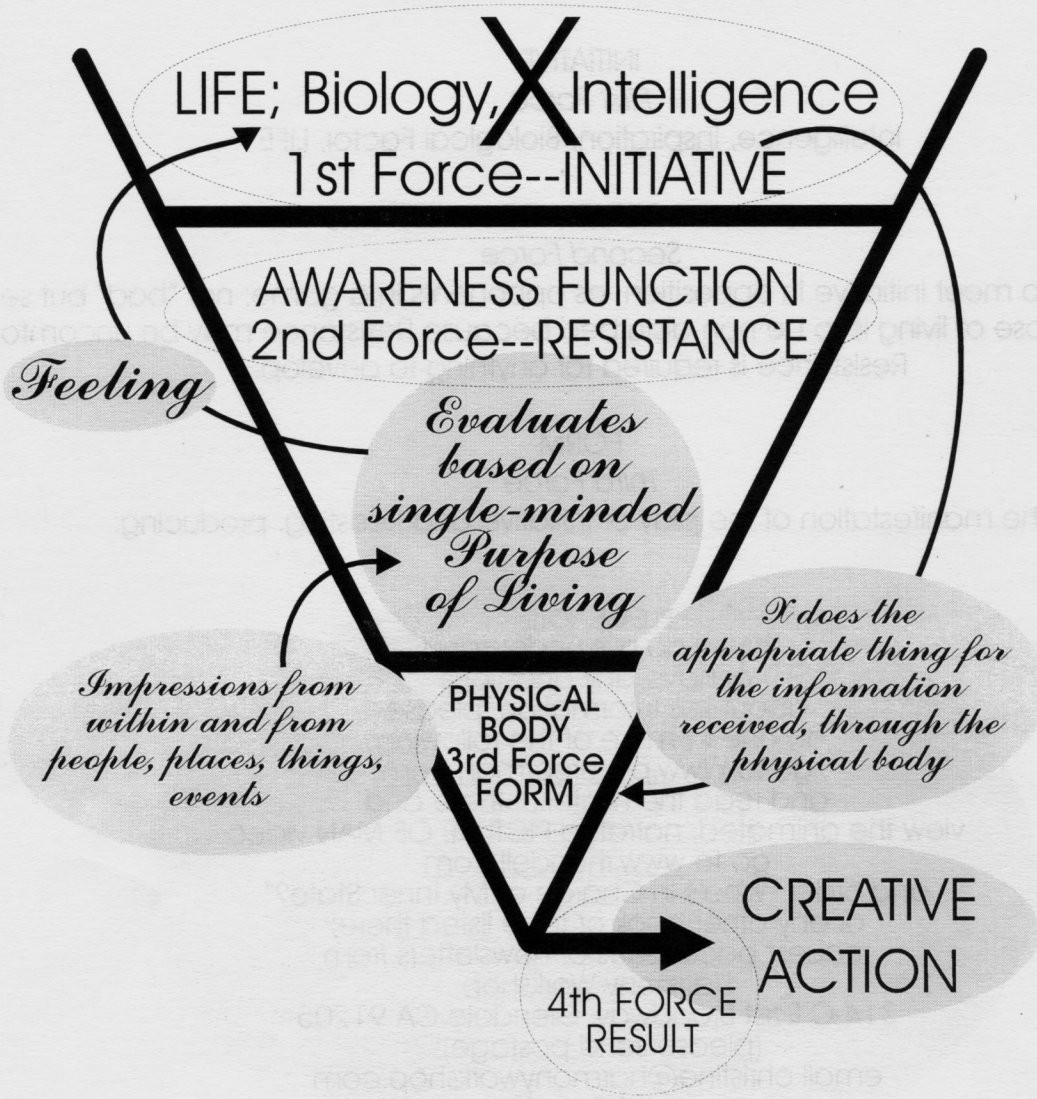 LIFE; Biology, X Intelligence
1st Force--INITIATIVE
AWARENESS FUNCTION
2nd Force--RESISTANCE
Feeling
Evaluates
based on
single-minded
Purpose
of Living
Impressions from
within and from
people, places, things,
events
X does the
appropriate thing for
the information
received, through the
physical body
PHYSICAL
BODY
3rd Force
FORM
CREATIVE
ACTION
4th FORCE
RESULT